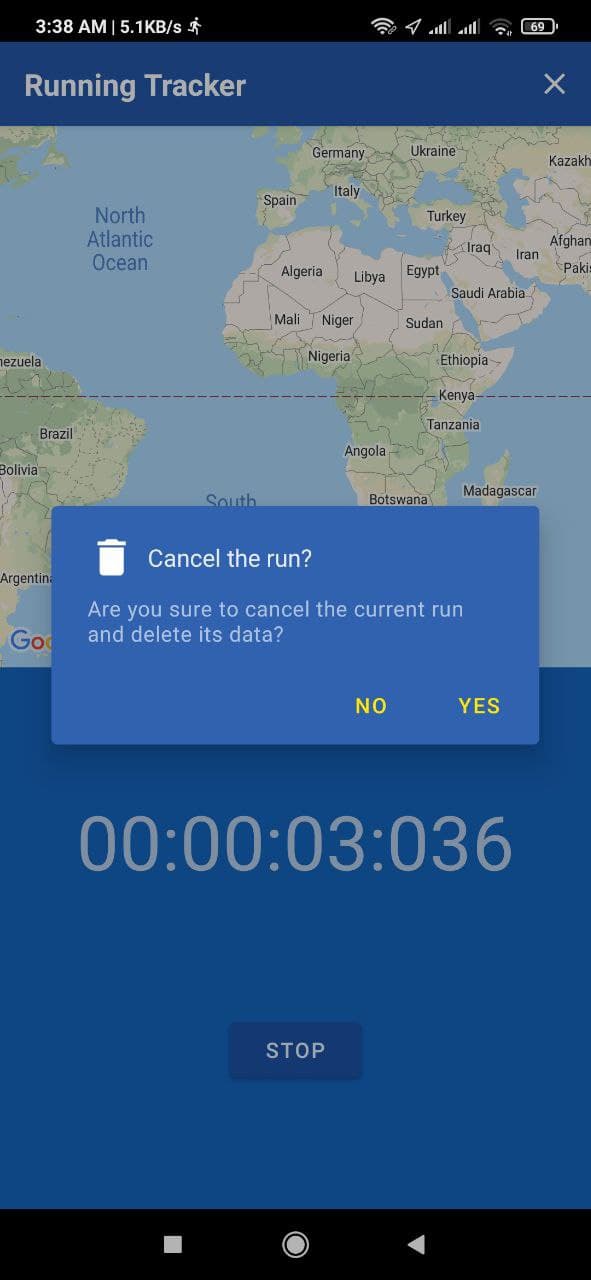 3:38 AM | 5.1KB/s
69
Running Tracker
Germany
Ukraine
Kazakh
Italy
Spain
North
Atlantic
Ocean
Turkey
Iraq
Iran
Afghan
Pakis
Algeria
Libya
Egypt
Saudi Arabia
Mali
Niger
Sudan
Nigeria
Ethiopia
nezuela
Kenya
Tanzania
Brazil
Angola
Bolivia
Botswana
Madagascar
South
Argentina
Goo
Cancel the run?
Are you sure to cancel the current run
and delete its data?
NO YES
00:00:03:036
STOP